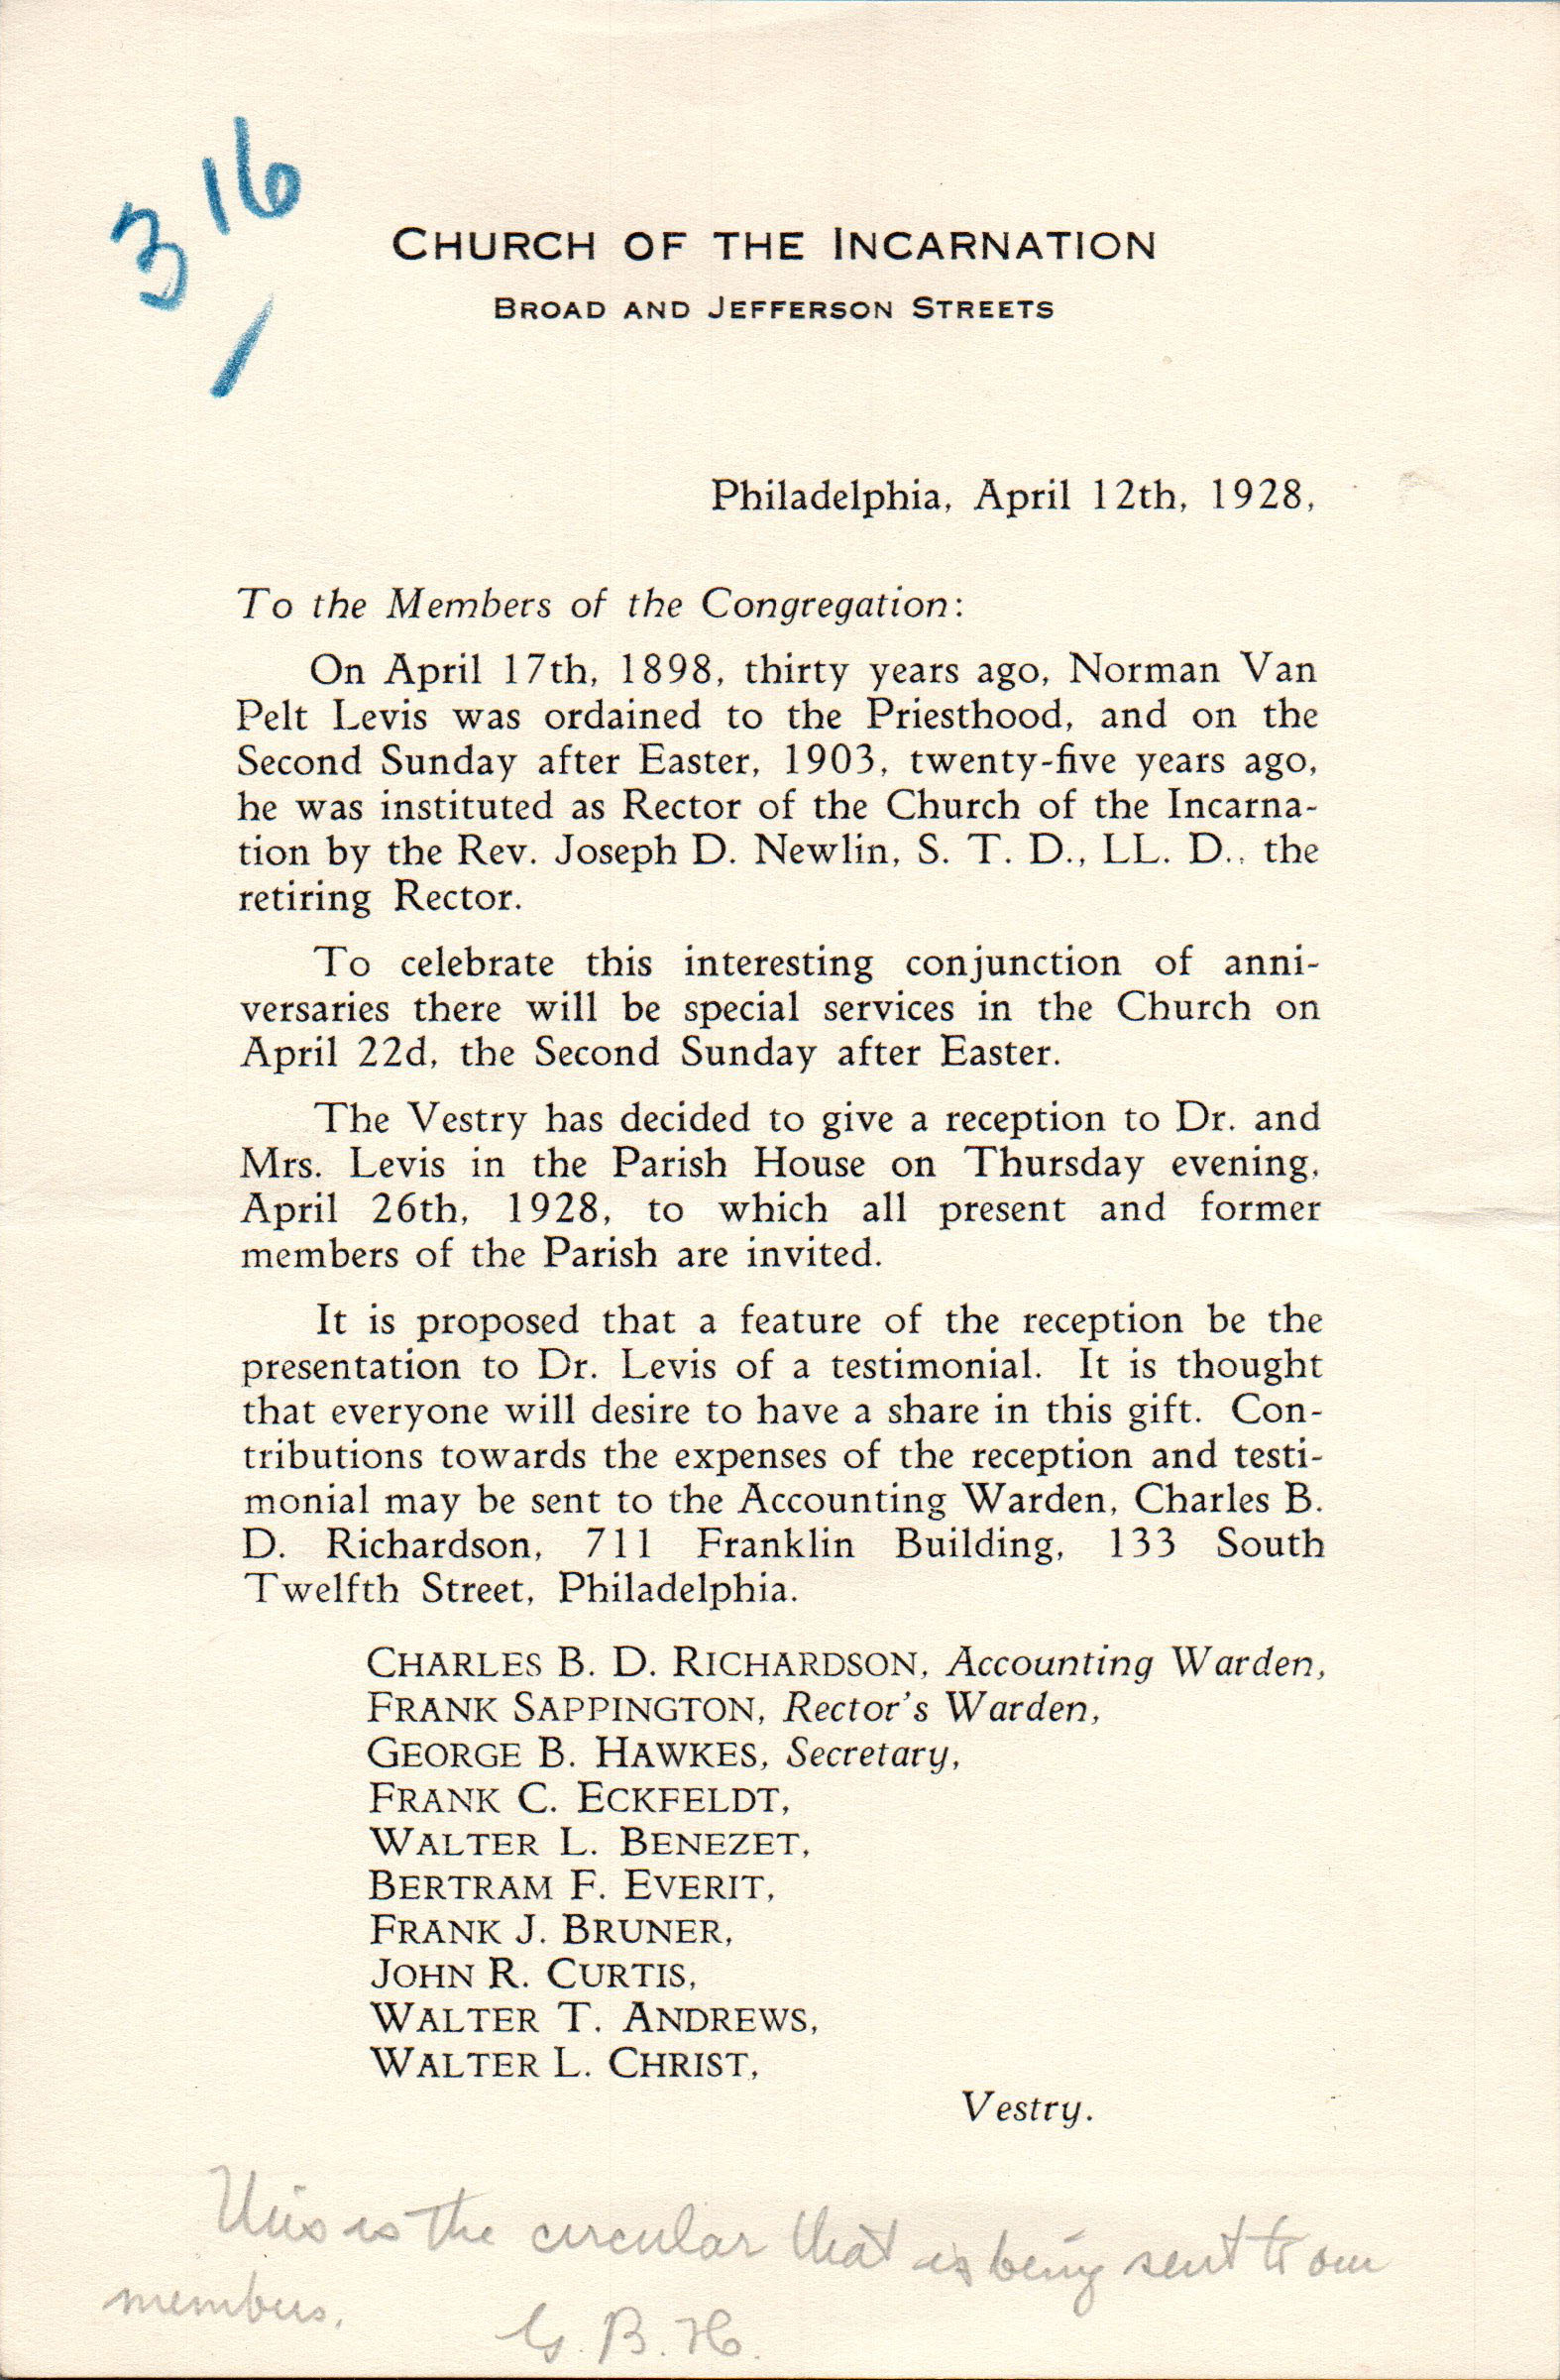 3 16
/
CHURCH OF THE INCARNATION
BROAD AND JEFFERSON STREETS
Philadelphia, April 12th, 1928,
To the Members of the Congregation:
On April 17th, 1898, thirty years ago, Norman Van
Pelt Levis was ordained to the Priesthood, and on the
Second Sunday after Easter, 1903, twenty-five years ago,
he was instituted as Rector of the Church of the Incarna-
tion by the Rev. Joseph D. Newlin, S. T. D., LL. D., the
retiring Rector.
To celebrate this interesting conjunction of anni-
versaries there will be special services in the Church on
April 22d, the Second Sunday after Easter.
The Vestry has decided to give a reception to Dr. and
Mrs. Levis in the Parish House on Thursday evening,
April 26th, 1928, to which all present and former
members of the Parish are invited.
It is proposed that a feature of the reception be the
presentation to Dr. Levis of a testimonial. It is thought
that everyone will desire to have a share in this gift. Con-
tributions towards the expenses of the reception and testi-
monial may be sent to the Accounting Warden, Charles B.
D. Richardson, 711 Franklin Building, 133 South
Twelfth Street, Philadelphia.
CHARLES B. D. RICHARDSON, Accounting Warden,
FRANK SAPPINGTON, Rector's Warden,
GEORGE B. HAWKES, Secretary,
FRANK C. ECKFELDT,
WALTER L. BENEZET,
BERTRAM F. EVERIT,
FRANK J. BRUNER,
JOHN R. CURTIS,
WALTER T. ANDREWS,
WALTER L. CHRIST,
Vestry.
This is the circular that is being sent to our
members.
G. B. H.